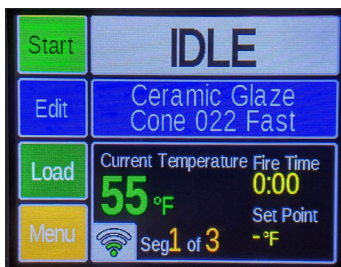 Start
IDLE
Edit
Ceramic Glaze
Cone 022 Fast
Load
Current Temperature
55 °F
Fire Time
0:00
Set Point
- °F
Menu
Seg1 of 3